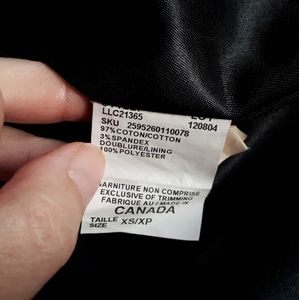 LLC21365 120804
SKU 2595260110078
97% COTON/COTTON
3% SPANDEX
DOUBLURE/LINING
100% POLYESTER
GARNITURE NON COMPRISE
EXCLUSIVE OF TRIMMING
FABRIQUE AU / MADE IN
CANADA
TAILLE XS/XP
SIZE